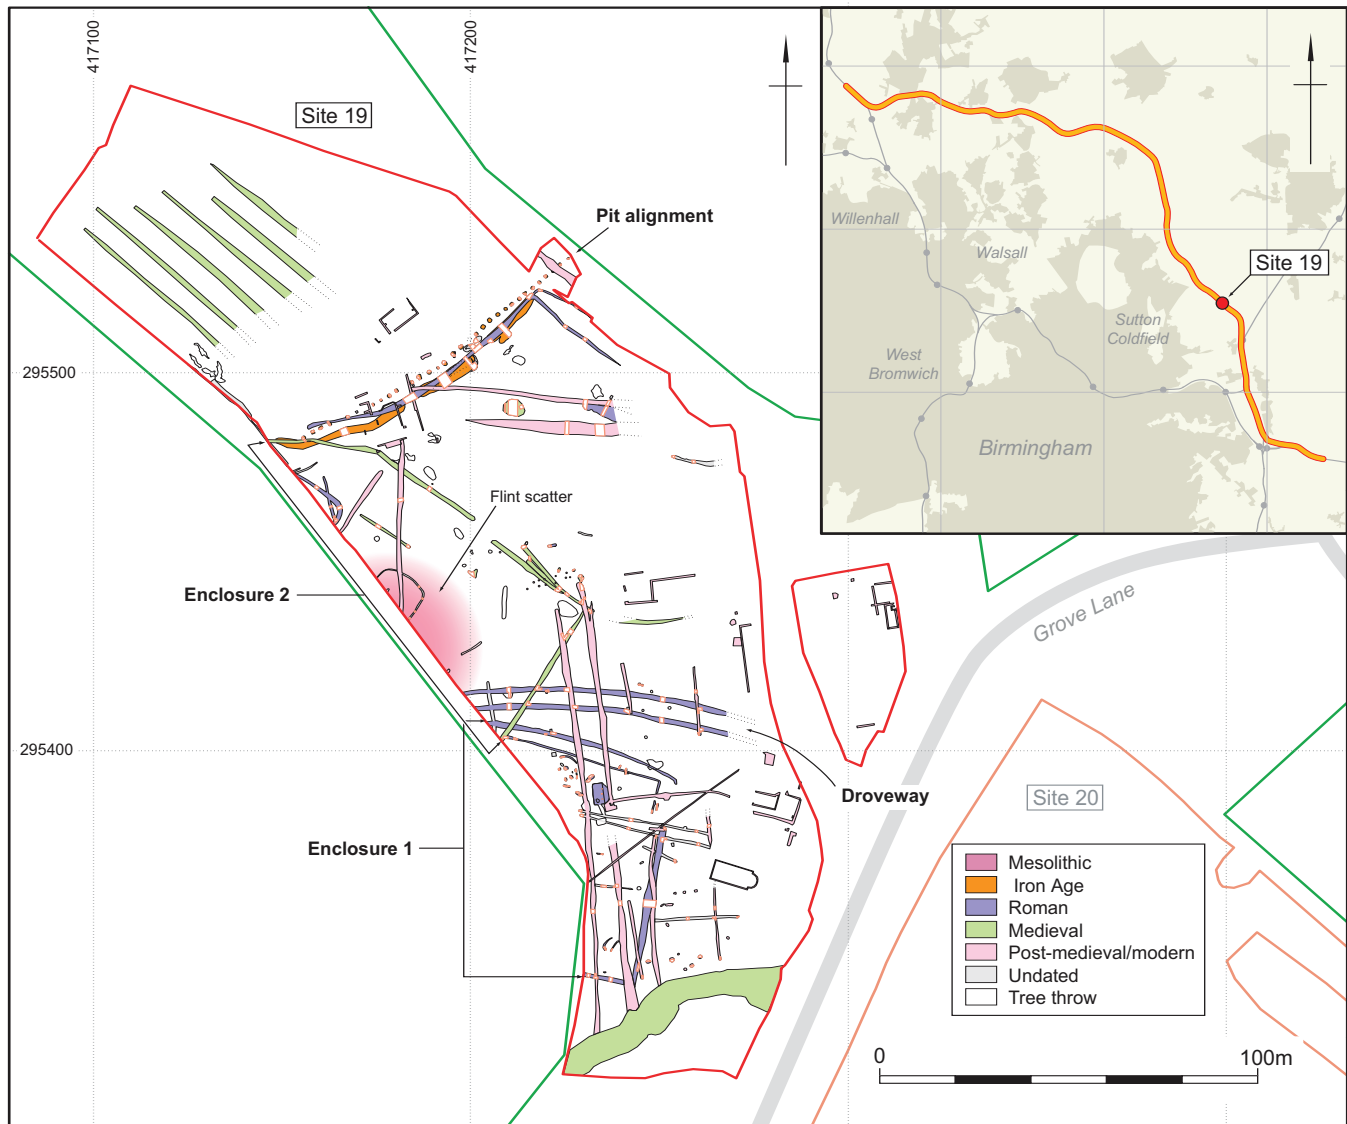 417100
417200
Site 19
Pit alignment
295500
Flint scatter
Enclosure 2
295400
Droveway
Enclosure 1
Grove Lane
Site 20
Willenhall
Walsall
Site 19
Sutton
Coldfield
West
Bromwich
Birmingham
Mesolithic
Iron Age
Roman
Medieval
Post-medieval/modern
Undated
Tree throw
0
100m